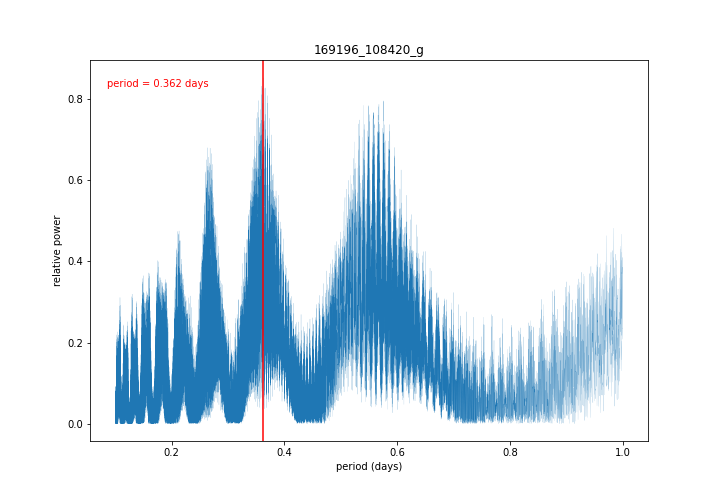 169196_108420_g
period = 0.362 days
relative power
0.8
0.6
0.4
0.2
0.0
0.2 0.4 0.6 0.8 1.0
period (days)